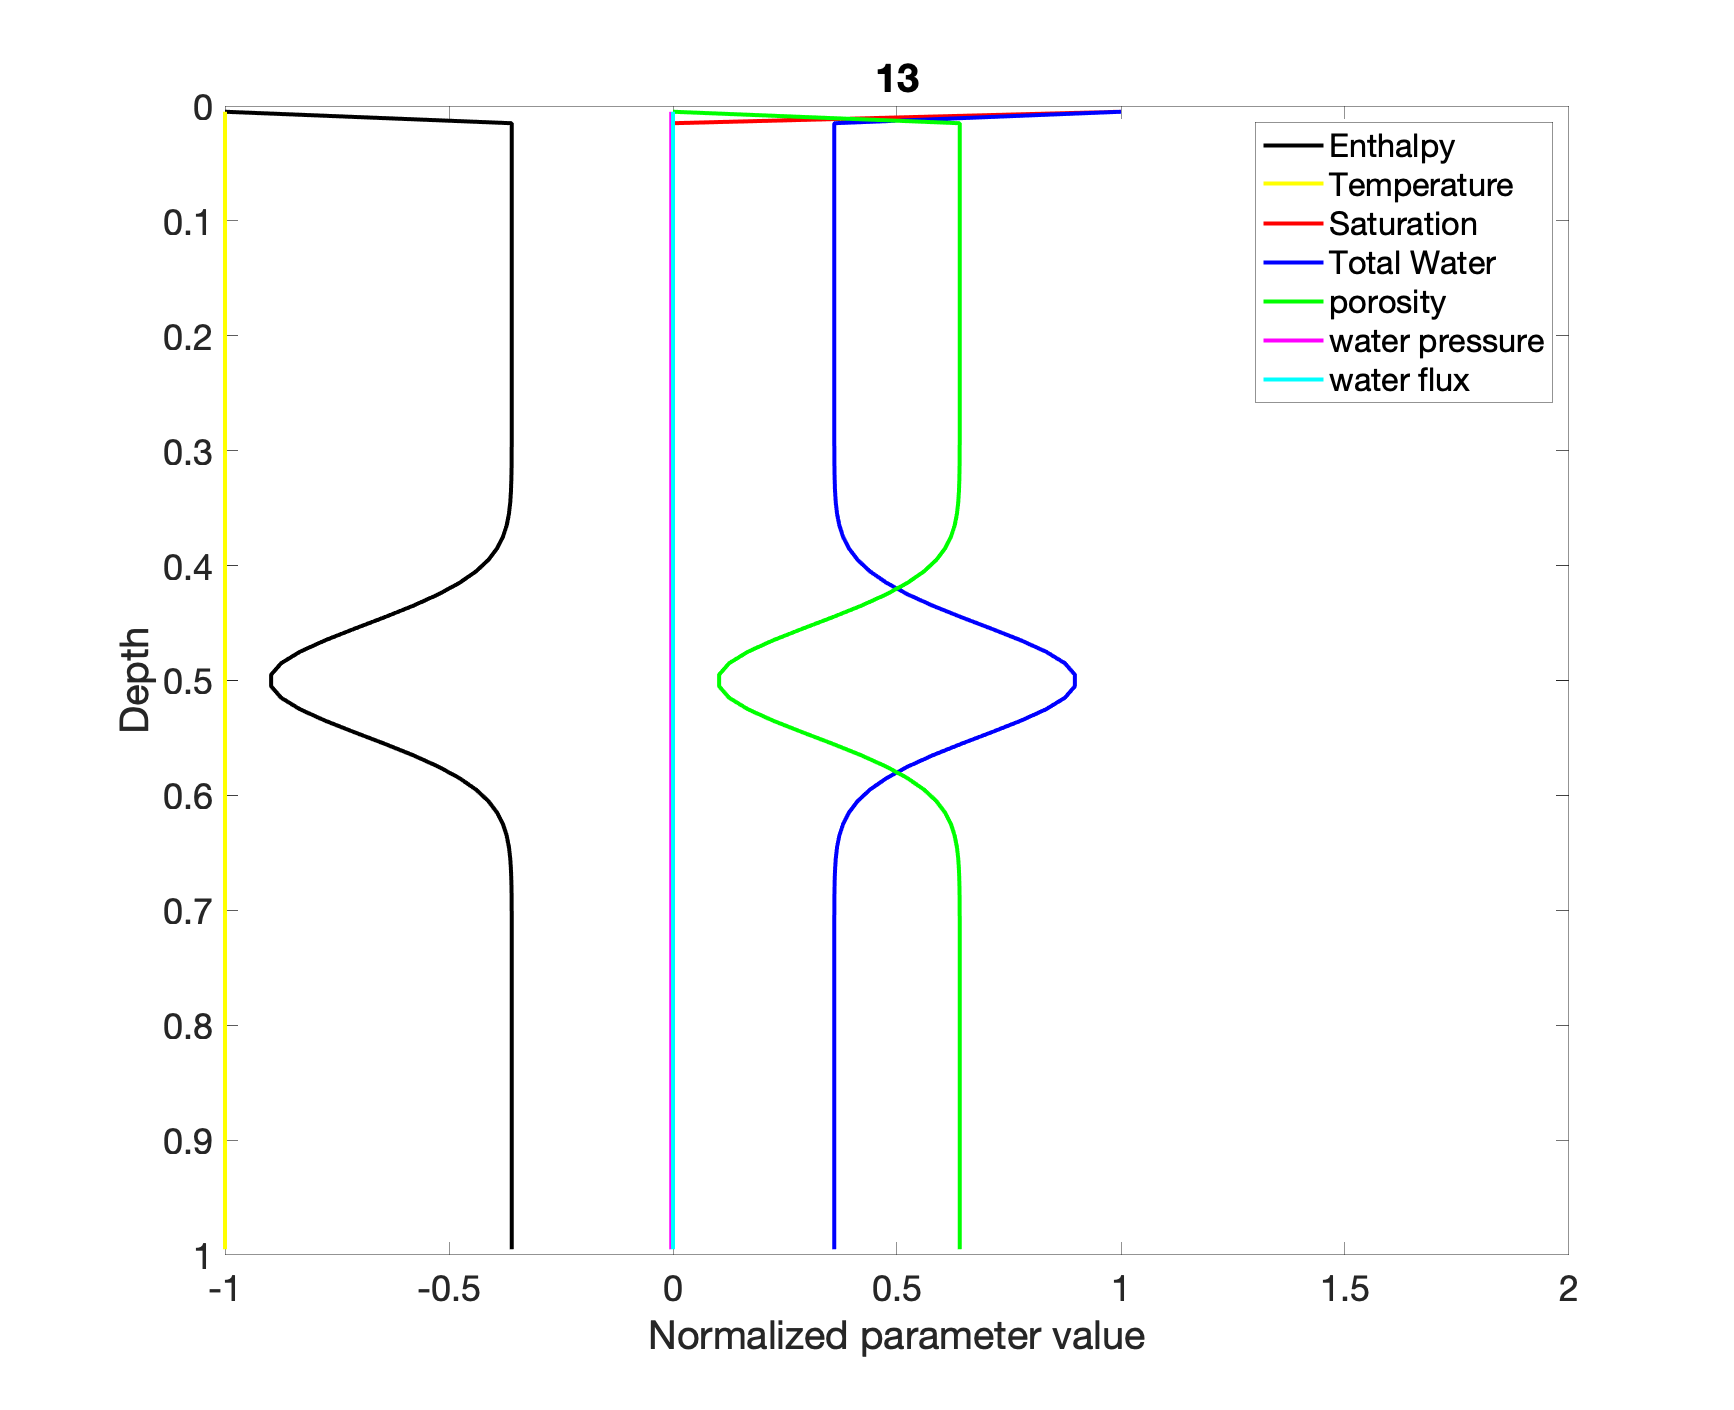 13
0
0.1
0.2
0.3
0.4
0.5
0.6
0.7
0.8
0.9
1
Depth
Enthalpy
Temperature
Saturation
Total Water
porosity
water pressure
water flux
-1 -0.5 0 0.5 1 1.5 2
Normalized parameter value